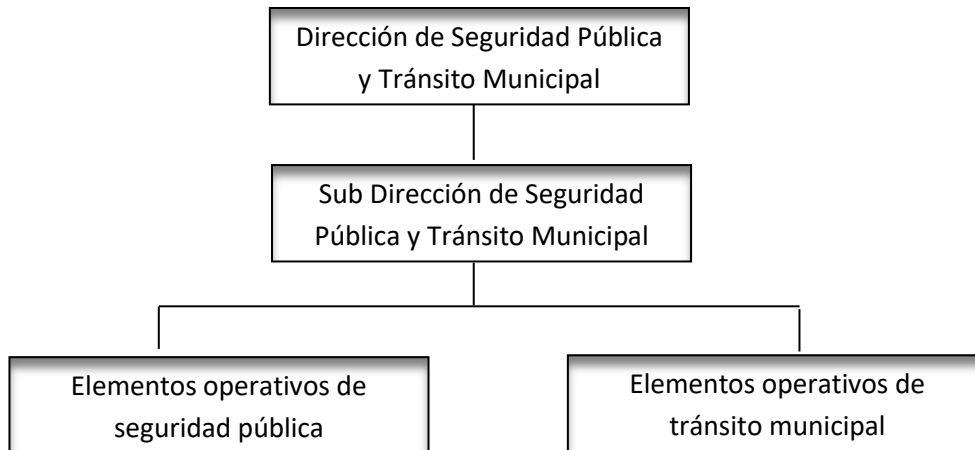 Dirección de Seguridad Pública
y Tránsito Municipal
Sub Dirección de Seguridad
Pública y Tránsito Municipal
Elementos operativos de
seguridad pública
Elementos operativos de
tránsito municipal